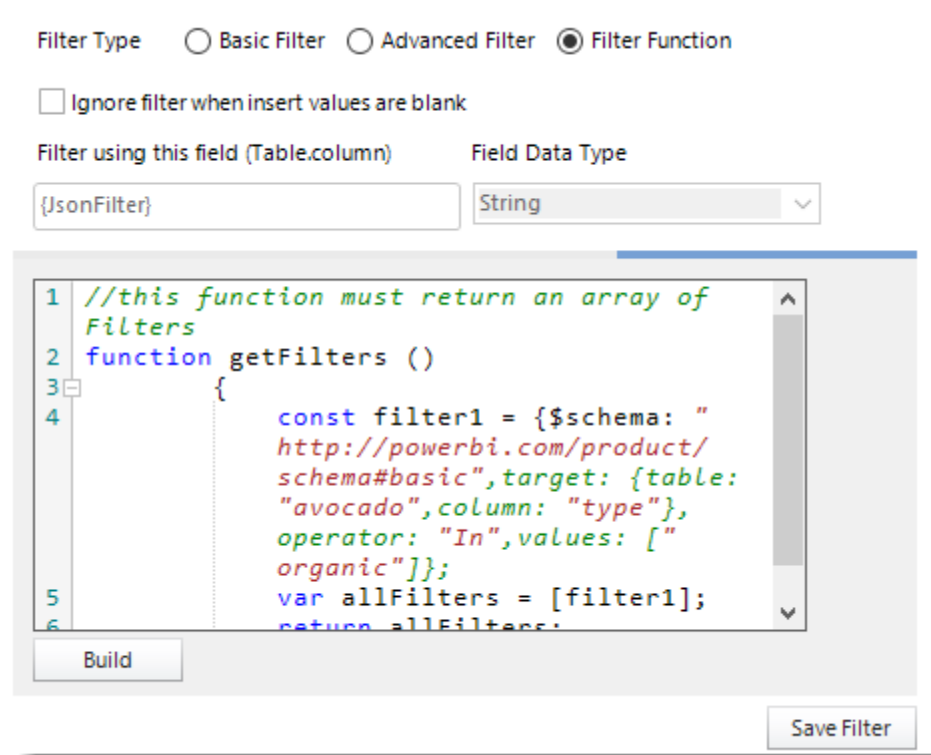 Filter Type Basic Filter Advanced Filter Filter Function
Ignore filter when insert values are blank
Filter using this field (Table.column) Field Data Type
{JsonFilter} String
1 //this function must return an array of
Filters
2 function getFilters ()
3 {
4 const filter1 = {$schema: "
http://powerbi.com/product/
schema#basic",target: {table:
"avocado",column: "type"},
operator: "In",values: ["
organic"]};
5 var allFilters = [filter1];
6 return allFilters;
Build
Save Filter